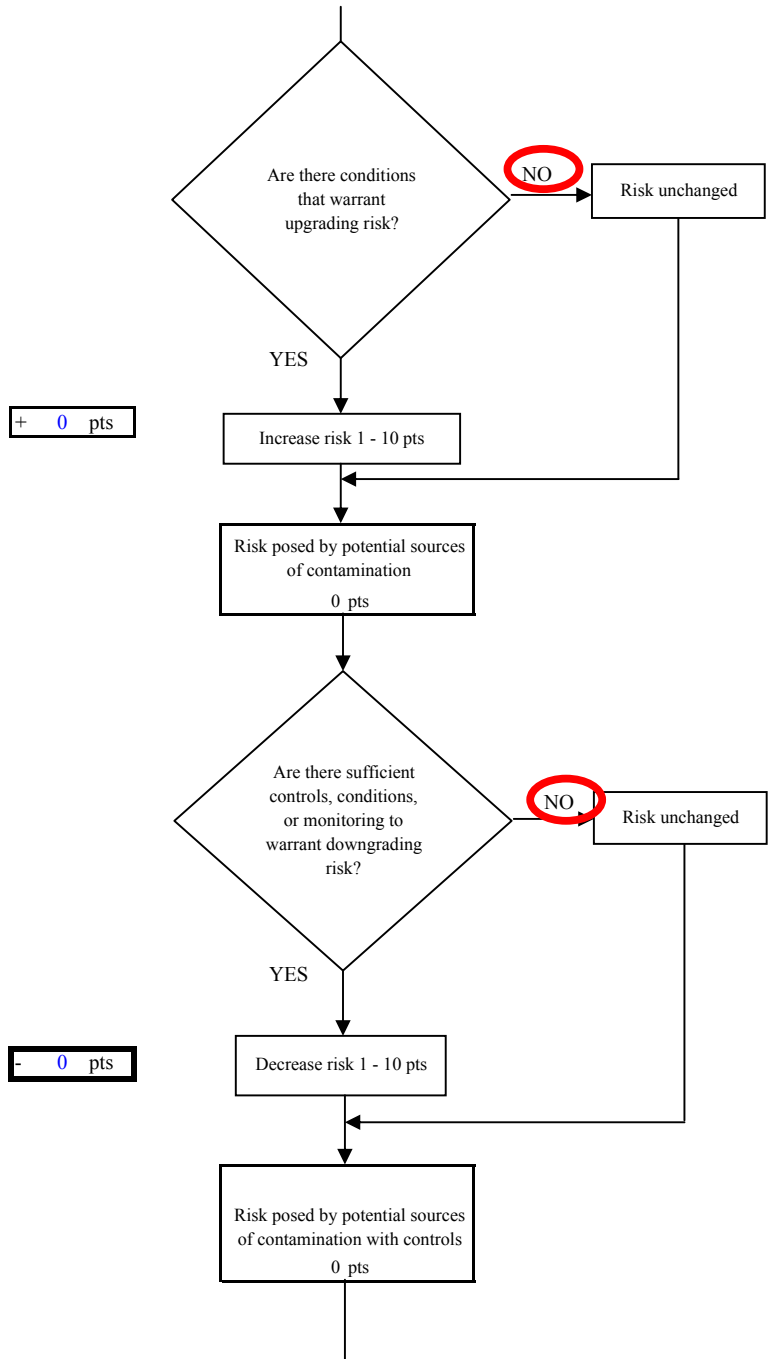 Are there conditions
that warrant
upgrading risk?
NO
Risk unchanged
YES
+ 0 pts
Increase risk 1 - 10 pts
Risk posed by potential sources
of contamination
0 pts
Are there sufficient
controls, conditions,
or monitoring to
warrant downgrading
risk?
NO
Risk unchanged
YES
- 0 pts
Decrease risk 1 - 10 pts
Risk posed by potential sources
of contamination with controls
0 pts